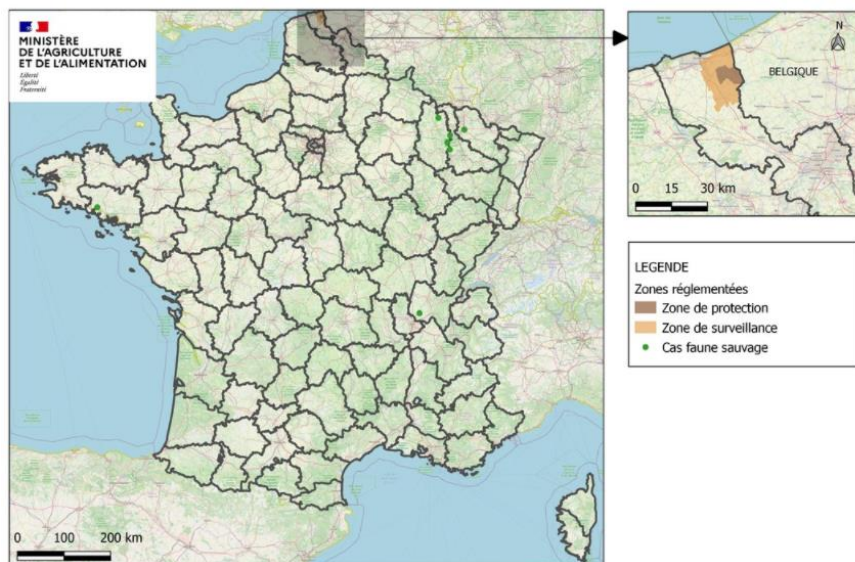 MINISTÈRE
DE L'AGRICULTURE
ET DE L'ALIMENTATION
Liberté
Égalité
Fraternité
0 100 200 km
N
BELGIQUE
0 15 30 km
LEGENDE
Zones réglementées
Zone de protection
Zone de surveillance
Cas faune sauvage